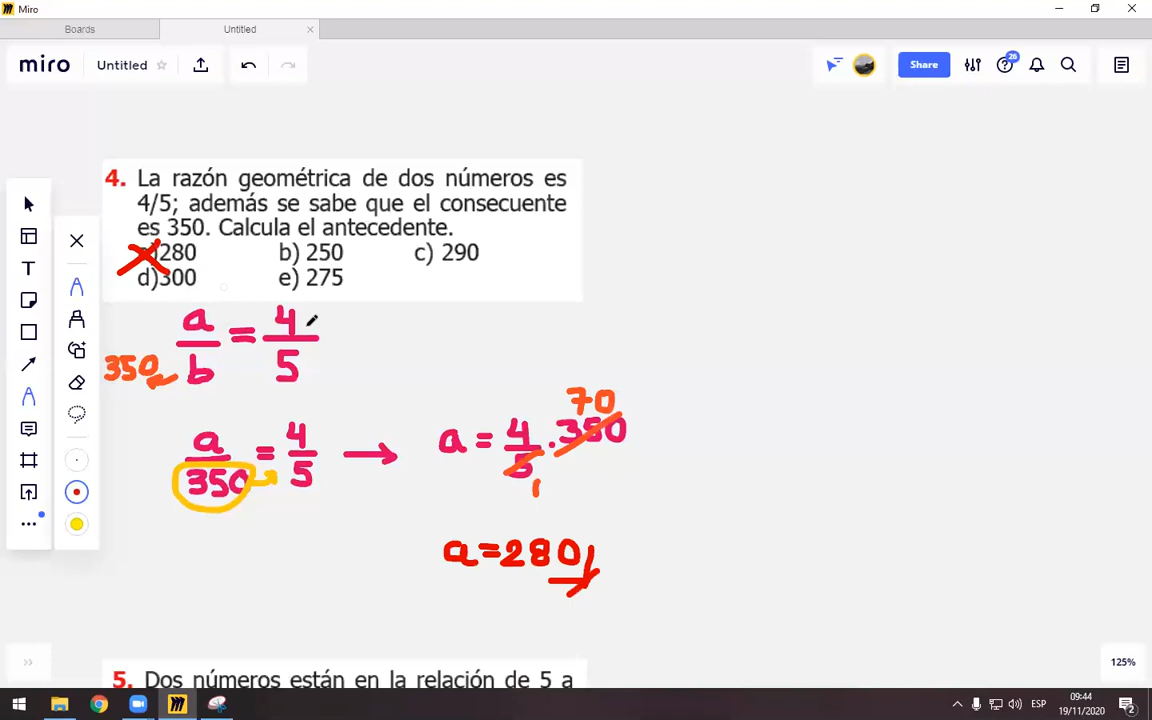 Miro
Boards
Untitled
miro
Untitled
Share
26
4. La razón geométrica de dos números es
4/5; además se sabe que el consecuente
es 350. Calcula el antecedente.
a)280 b) 250 c) 290
d)300 e) 275
a/b = 4/5
350
a/350 = 4/5 → a = 4/5 . 350
70
1
a = 280
5. Dos números están en la relación de 5 a
125%
ESP
09:44
19/11/2020
2